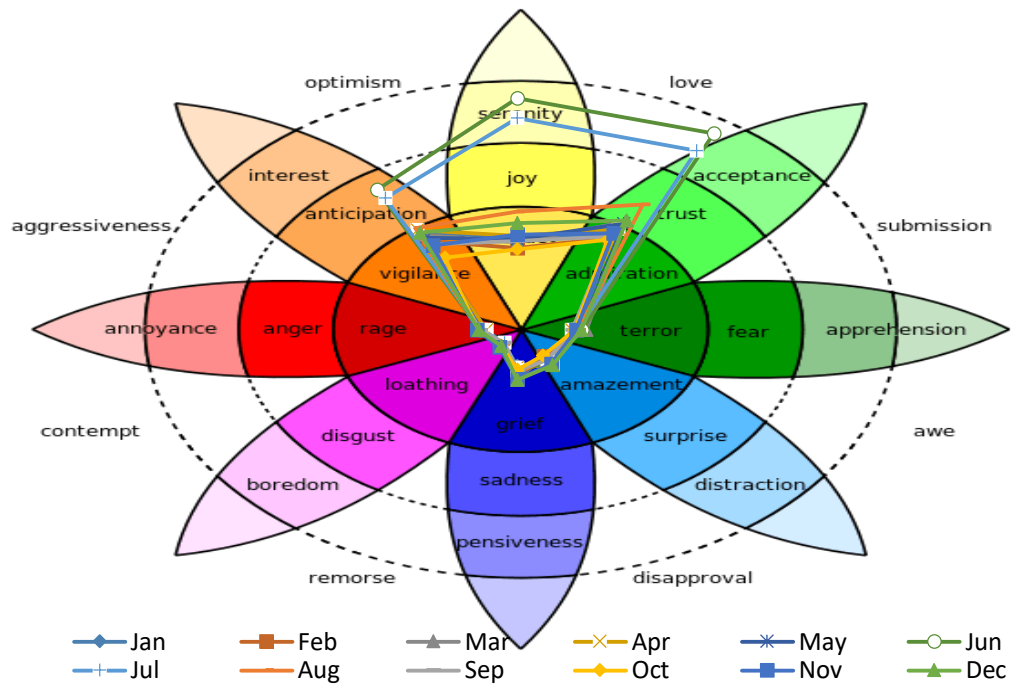 optimism
love
serenity
interest
joy
acceptance
anticipation
trust
aggressiveness
submission
vigilance
admiration
annoyance
anger
rage
terror
fear
apprehension
loathing
amazement
grief
contempt
disgust
surprise
awe
boredom
sadness
distraction
pensiveness
remorse
disapproval
Jan Feb Mar Apr May Jun
Jul Aug Sep Oct Nov Dec